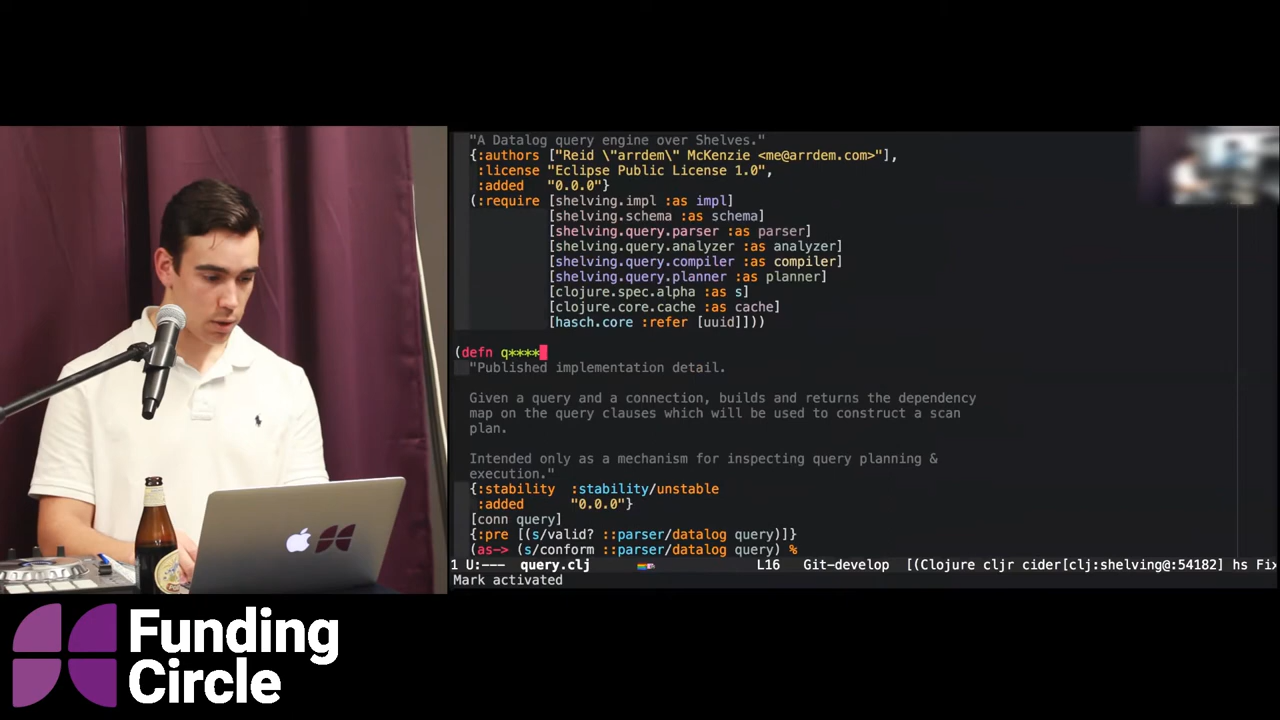 "A Datalog query engine over Shelves."
{:authors ["Reid \"arrdem\" McKenzie <me@arrdem.com>"],
:license "Eclipse Public License 1.0",
:added "0.0.0"}
(:require [shelving.impl :as impl]
[shelving.schema :as schema]
[shelving.query.parser :as parser]
[shelving.query.analyzer :as analyzer]
[shelving.query.compiler :as compiler]
[shelving.query.planner :as planner]
[clojure.spec.alpha :as s]
[clojure.core.cache :as cache]
[hasch.core :refer [uuid]]))
(defn q****
"Published implementation detail.
Given a query and a connection, builds and returns the dependency
map on the query clauses which will be used to construct a scan
plan.
Intended only as a mechanism for inspecting query planning &
execution."
{:stability :stability/unstable
:added "0.0.0"}
[conn query]
{:pre [(s/valid? ::parser/datalog query)]}
(as-> (s/conform ::parser/datalog query) %
1 U:--- query.clj L16 Git-develop [(Clojure cljr cider[clj:shelving@:54182] hs Fix
Mark activated
Funding
Circle